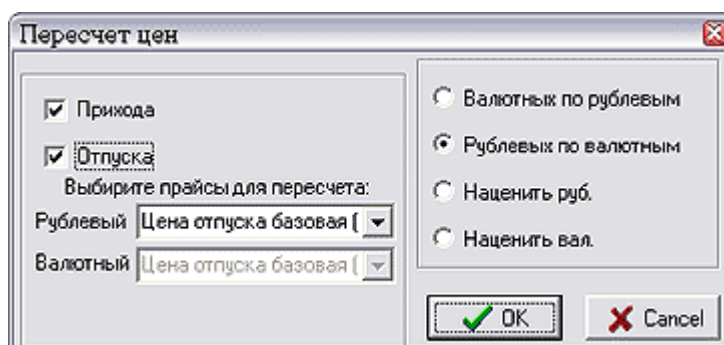 Пересчет цен
Прихода
Отпуска
Выбирите прайсы для пересчета:
Рублевый Цена отпуска базовая (
Валютный Цена отпуска базовая (
Валютных по рублевым
Рублевых по валютным
Наценить руб.
Наценить вал.
OK
Cancel